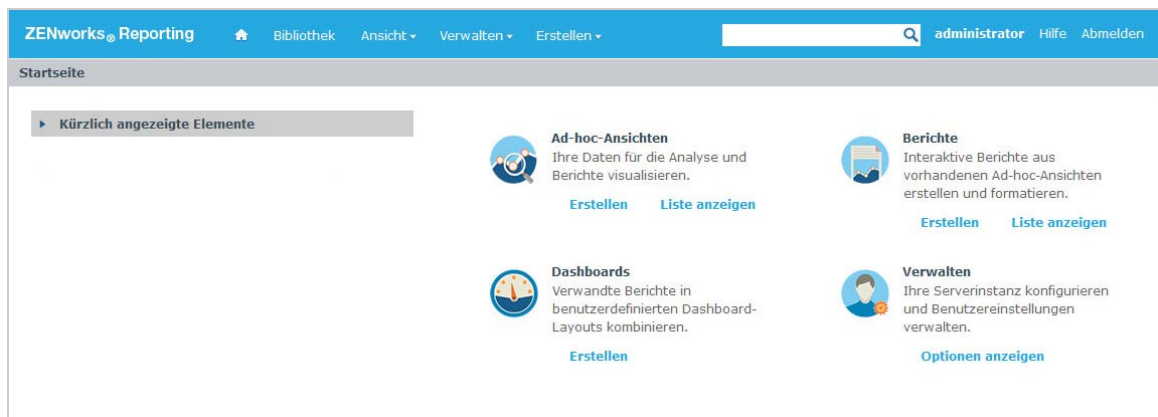 ZENworks® Reporting Bibliothek Ansicht Verwalten Erstellen administrator Hilfe Abmelden
Startseite
Kürzlich angezeigte Elemente
Ad-hoc-Ansichten
Ihre Daten für die Analyse und
Berichte visualisieren.
Erstellen Liste anzeigen
Berichte
Interaktive Berichte aus
vorhandenen Ad-hoc-Ansichten
erstellen und formatieren.
Erstellen Liste anzeigen
Dashboards
Verwandte Berichte in
benutzerdefinierten Dashboard-
Layouts kombinieren.
Erstellen
Verwalten
Ihre Serverinstanz konfigurieren
und Benutzereinstellungen
verwalten.
Optionen anzeigen